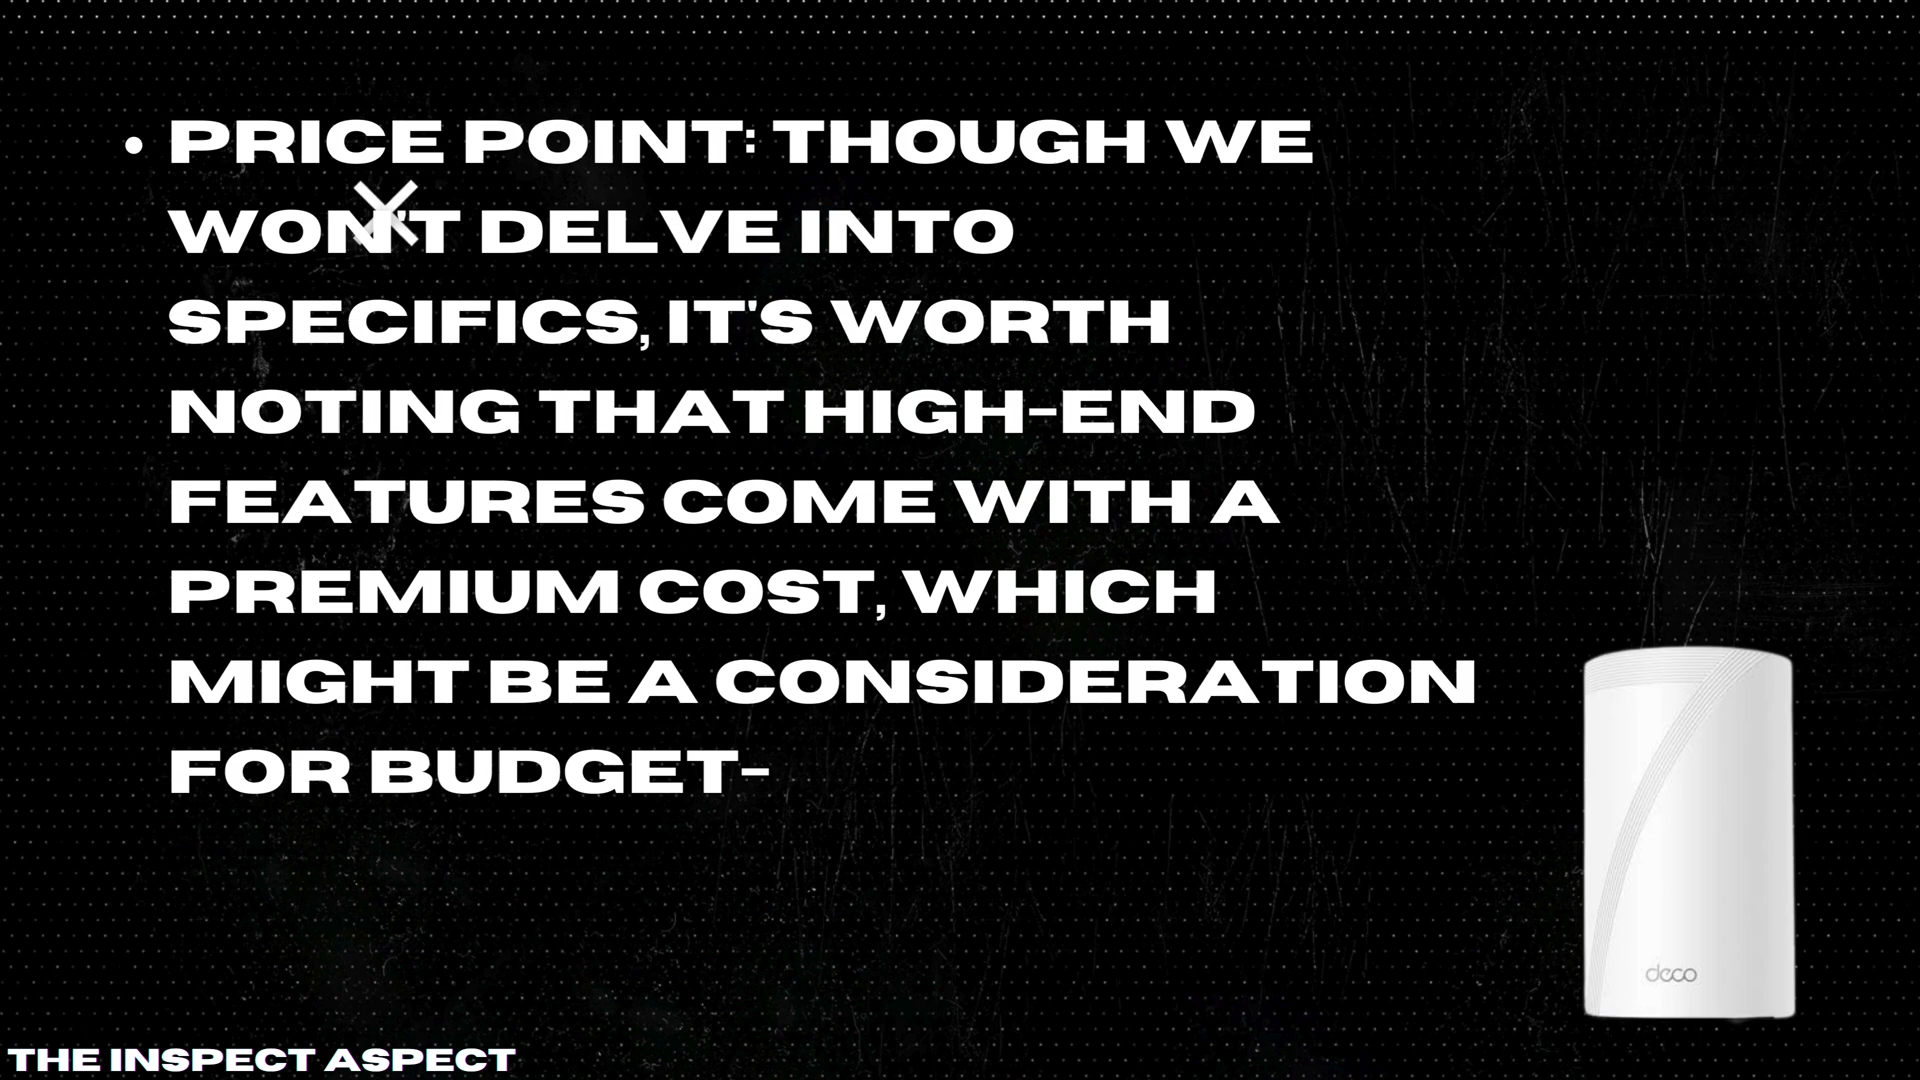 • PRICE POINT: THOUGH WE
WON'T DELVE INTO
SPECIFICS, IT'S WORTH
NOTING THAT HIGH-END
FEATURES COME WITH A
PREMIUM COST, WHICH
MIGHT BE A CONSIDERATION
FOR BUDGET-
deco
THE INSPECT ASPECT